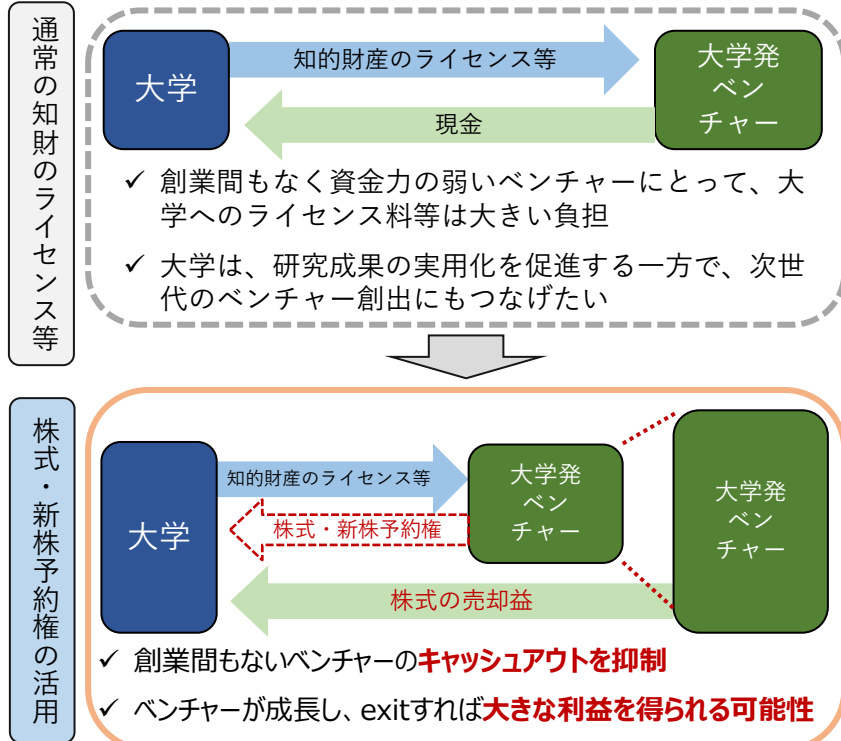 通常の知財のライセンス等
大学
知的財産のライセンス等
現金
大学発
ベン
チャー
✓ 創業間もなく資金力の弱いベンチャーにとって、大
学へのライセンス料等は大きい負担
✓ 大学は、研究成果の実用化を促進する一方で、次世
代のベンチャー創出にもつなげたい
株式・新株予約権の活用
大学
知的財産のライセンス等
株式・新株予約権
大学発
ベン
チャー
大学発
ベン
チャー
株式の売却益
✓ 創業間もないベンチャーのキャッシュアウトを抑制
✓ ベンチャーが成長し、exitすれば大きな利益を得られる可能性